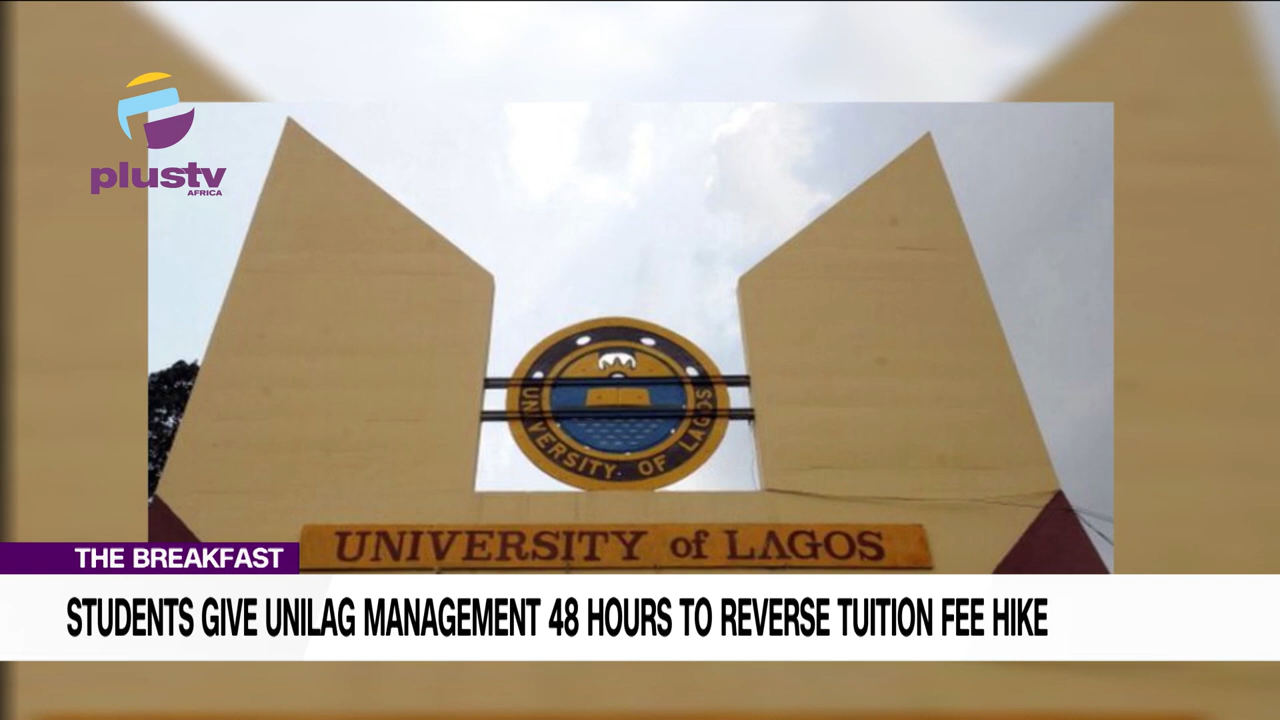 plustv
AFRICA
UNIVERSITY OF LAGOS
UNIVERSITY of LAGOS
THE BREAKFAST
STUDENTS GIVE UNILAG MANAGEMENT 48 HOURS TO REVERSE TUITION FEE HIKE